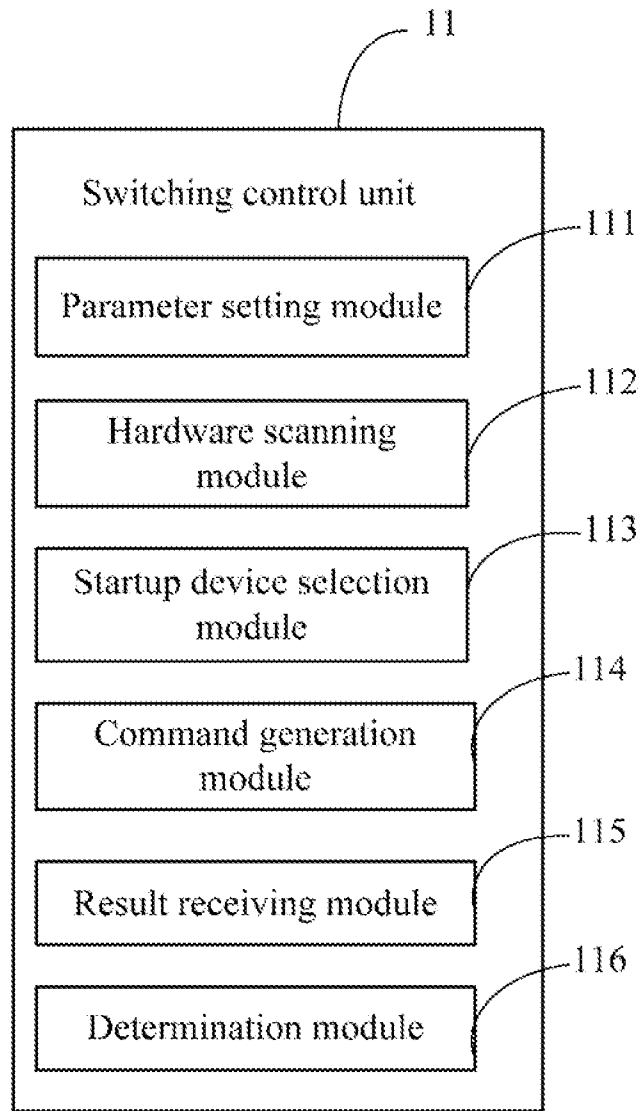 11
Switching control unit
111
Parameter setting module
112
Hardware scanning
module
113
Startup device selection
module
114
Command generation
module
115
Result receiving module
116
Determination module